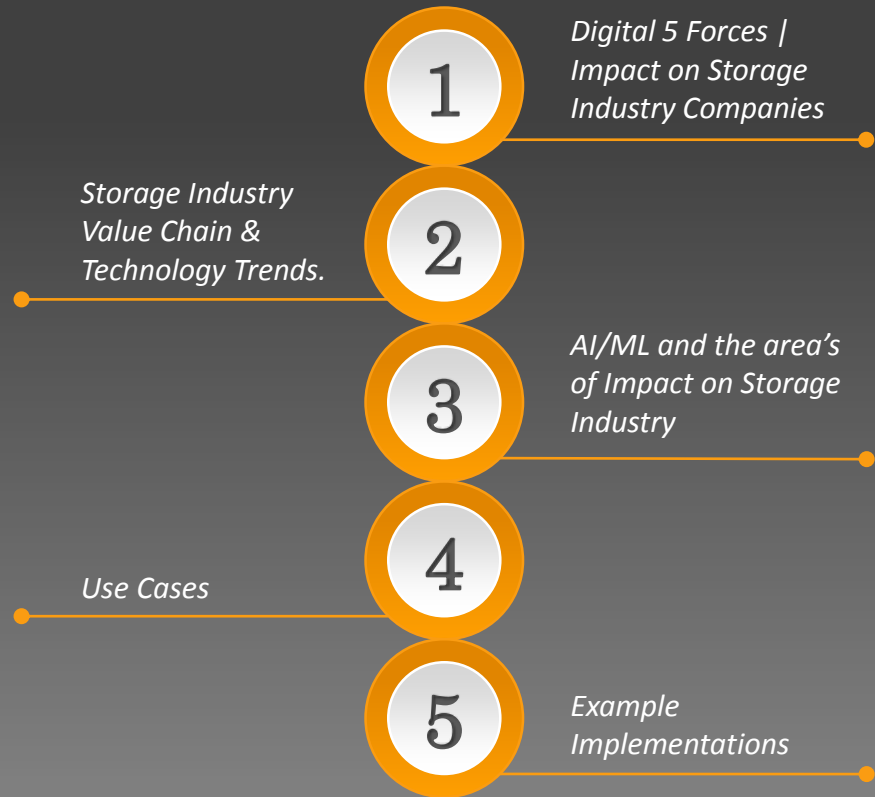 1
Digital 5 Forces |
Impact on Storage
Industry Companies
2
Storage Industry
Value Chain &
Technology Trends.
3
AI/ML and the area’s
of Impact on Storage
Industry
4
Use Cases
5
Example
Implementations